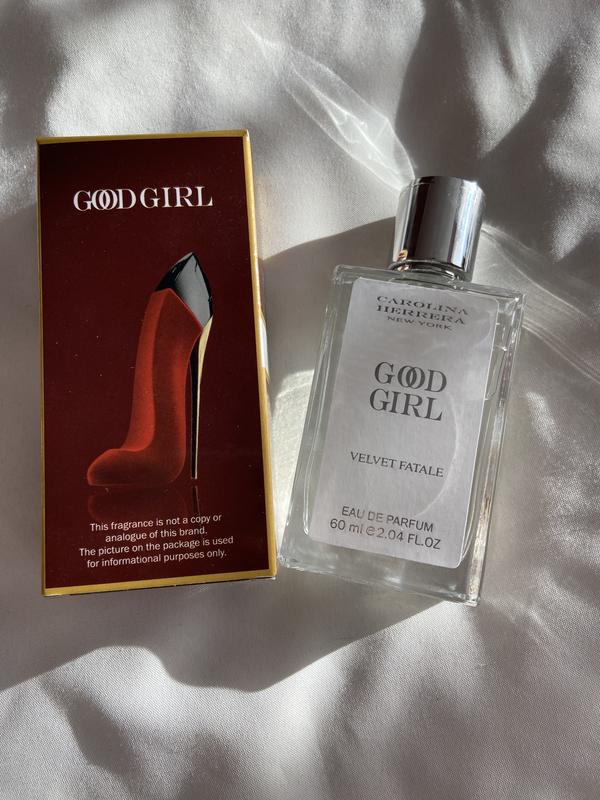 GOOD GIRL
This fragrance is not a copy or
analogue of this brand.
The picture on the package is used
for informational purposes only.
CAROLINA
HERRERA
NEW YORK
GOOD
GIRL
VELVET FATALE
EAU DE PARFUM
60 ml ℮ 2.04 FL.OZ